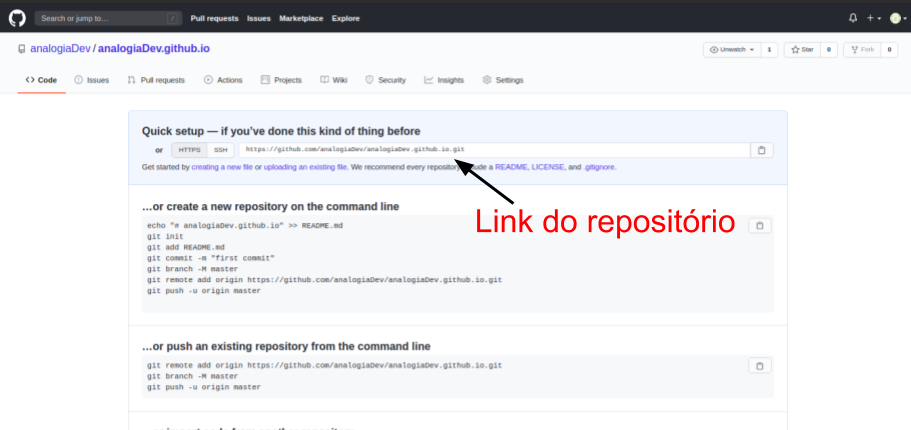 Search or jump to... /
Pull requests Issues Marketplace Explore
analogiaDev / analogiaDev.github.io
Unwatch 1 Star 0 Fork 0
Code Issues Pull requests Actions Projects Wiki Security Insights Settings
Quick setup — if you've done this kind of thing before
or HTTPS SSH https://github.com/analogiaDev/analogiaDev.github.io.git
Get started by creating a new file or uploading an existing file. We recommend every repository include a README, LICENSE, and .gitignore.
Link do repositório
...or create a new repository on the command line
echo "# analogiaDev.github.io" >> README.md
git init
git add README.md
git commit -m "first commit"
git branch -M master
git remote add origin https://github.com/analogiaDev/analogiaDev.github.io.git
git push -u origin master
...or push an existing repository from the command line
git remote add origin https://github.com/analogiaDev/analogiaDev.github.io.git
git branch -M master
git push -u origin master